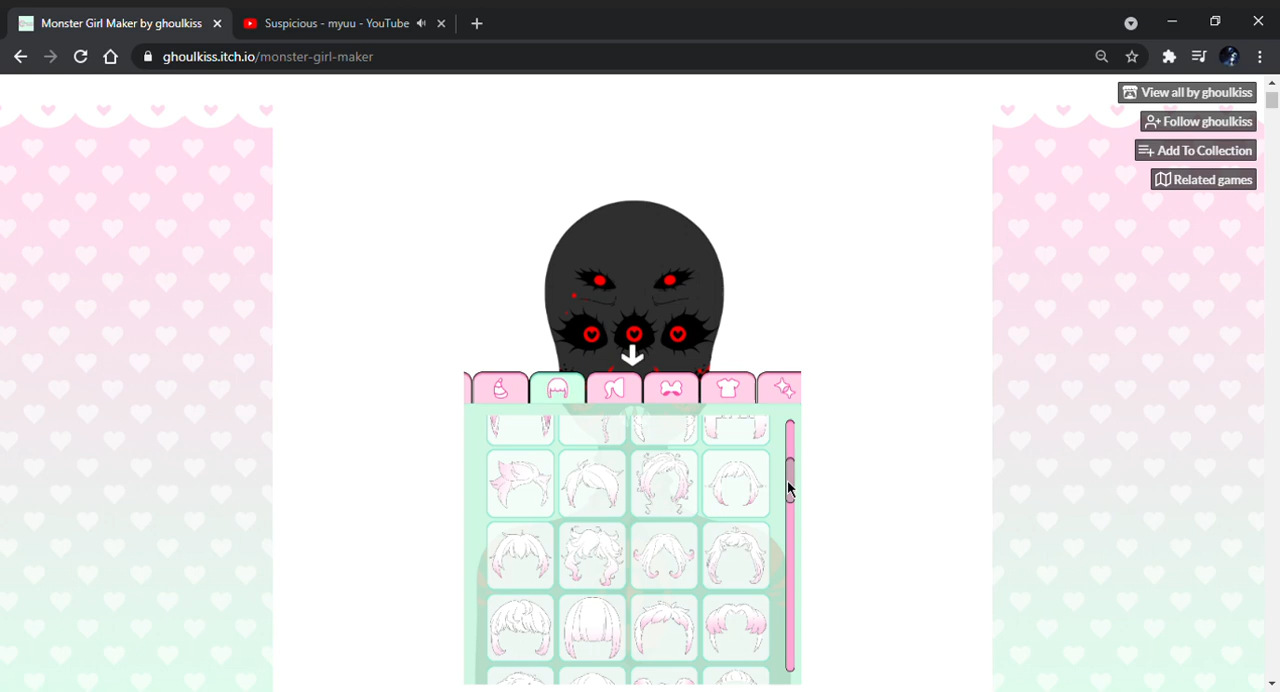 Monster Girl Maker by ghoulkiss
Suspicious - myuu - YouTube
ghoulkiss.itch.io/monster-girl-maker
View all by ghoulkiss
Follow ghoulkiss
Add To Collection
Related games